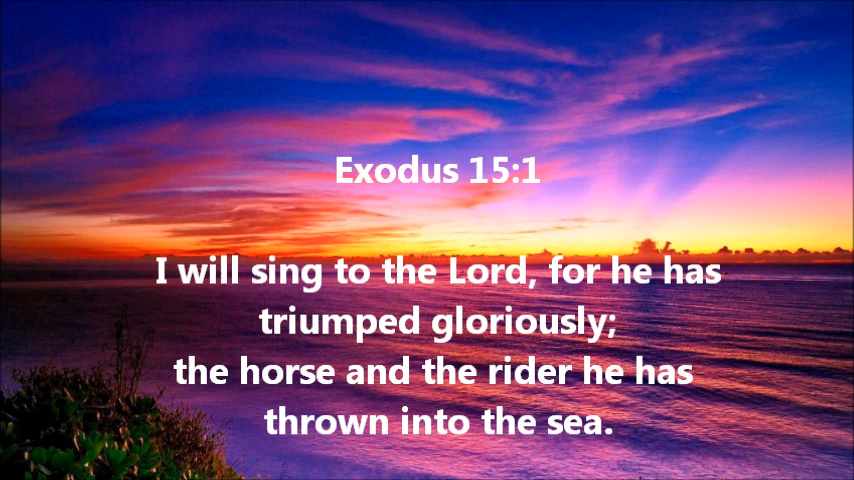 Exodus 15:1
I will sing to the Lord, for he has
triumped gloriously;
the horse and the rider he has
thrown into the sea.